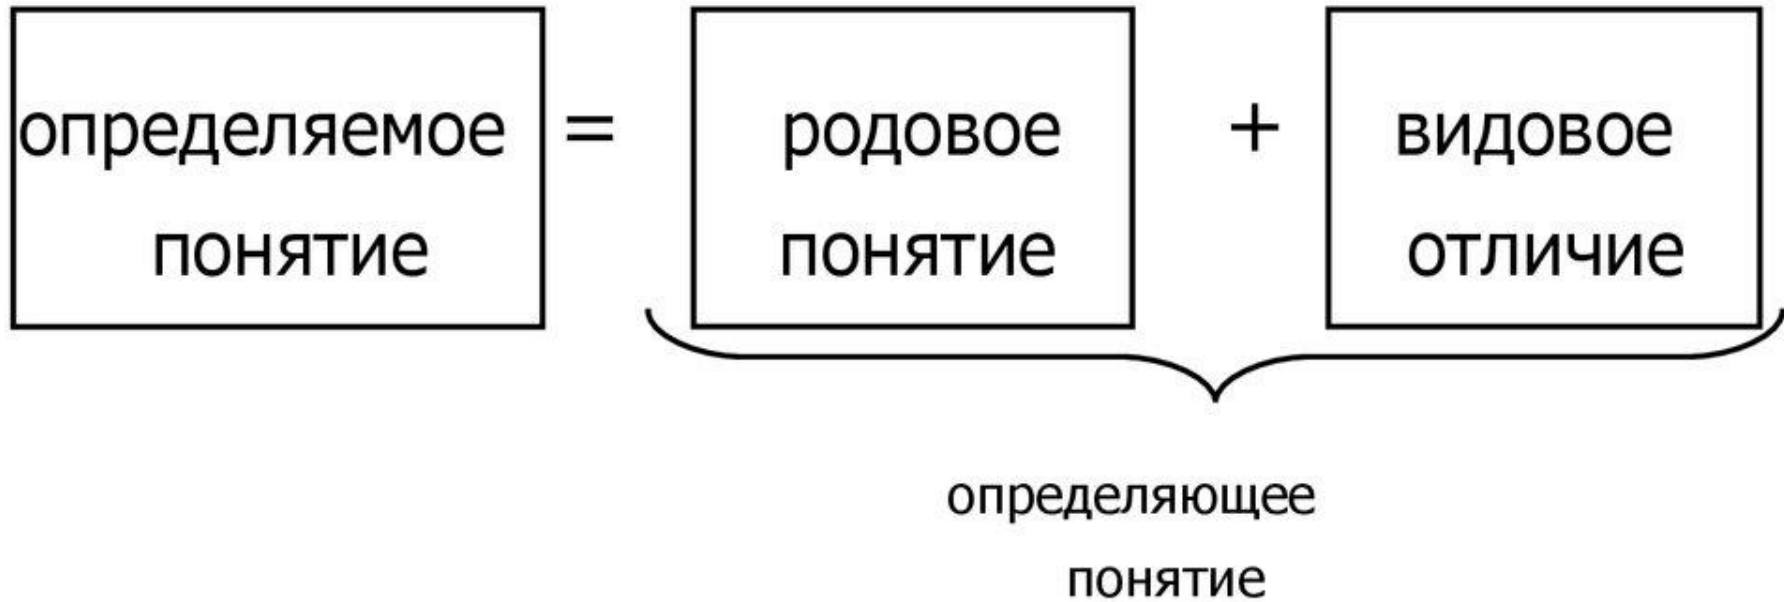 определяемое = родовое + видовое
понятие понятие отличие
определяющее
понятие